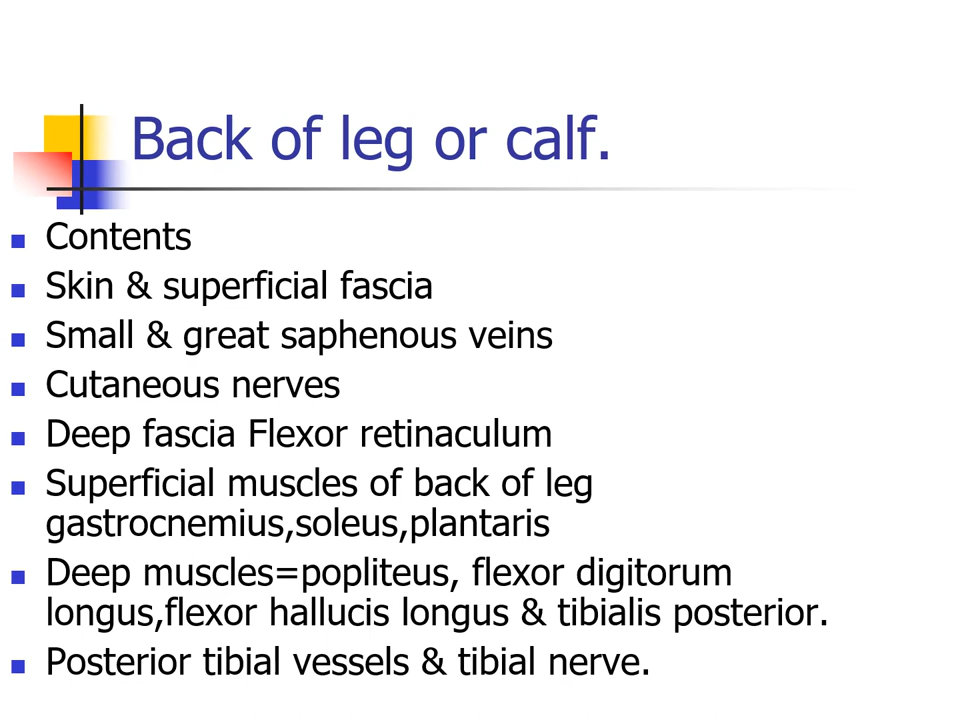 Back of leg or calf.
Contents
Skin & superficial fascia
Small & great saphenous veins
Cutaneous nerves
Deep fascia Flexor retinaculum
Superficial muscles of back of leg
gastrocnemius,soleus,plantaris
Deep muscles=popliteus, flexor digitorum
longus,flexor hallucis longus & tibialis posterior.
Posterior tibial vessels & tibial nerve.